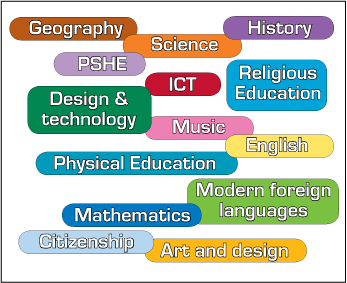 Geography
History
Science
PSHE
ICT
Religious
Education
Design &
technology
Music
English
Physical Education
Modern foreign
languages
Mathematics
Citizenship
Art and design